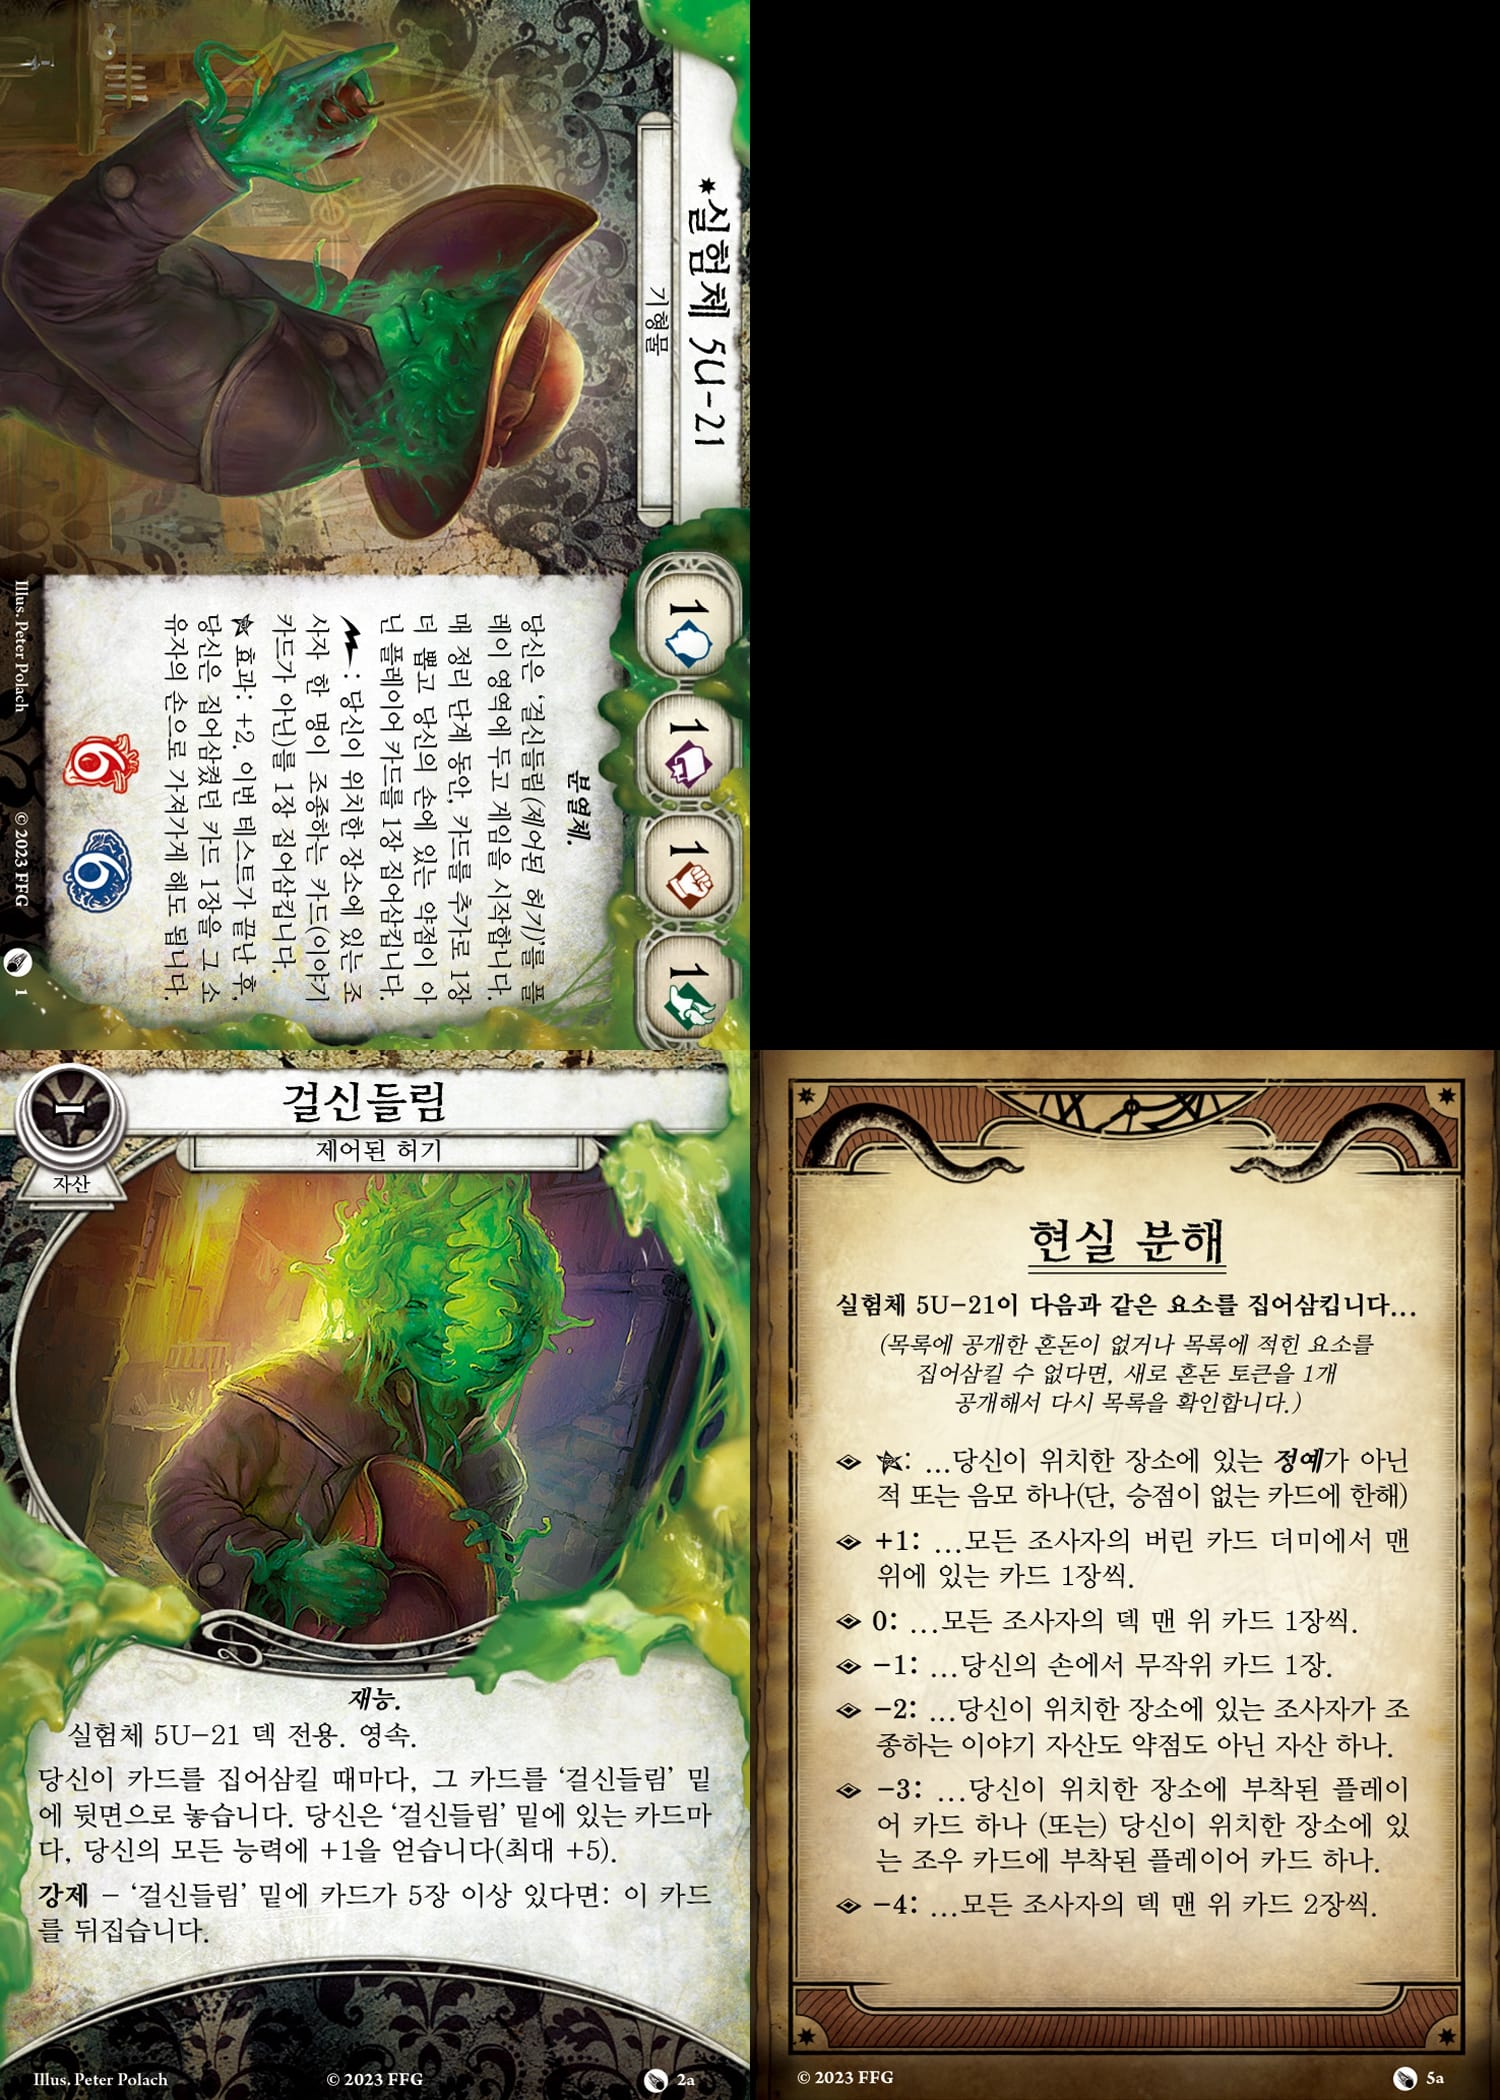 *실험체 5U-21
기형물
1
1
1
1
분열체.
당신은 ‘걸신들림(제어된 허기)’를 플
레이 영역에 두고 게임을 시작합니다.
매 정리 단계 동안, 카드를 추가로 1장
더 뽑고 당신의 손에 있는 약점이 아
닌 플레이어 카드를 1장 집어삼킵니다.
: 당신이 위치한 장소에 있는 조
사자 한 명이 조종하는 카드(이야기
카드가 아닌)를 1장 집어삼킵니다.
효과: +2. 이번 테스트가 끝난 후,
당신은 집어삼켰던 카드 1장을 그 소
유자의 손으로 가져가게 해도 됩니다.
9
9
Illus. Peter Polach
© 2023 FFG
1
걸신들림
제어된 허기
자산
재능.
실험체 5U-21 덱 전용. 영속.
당신이 카드를 집어삼킬 때마다, 그 카드를 ‘걸신들림’ 밑
에 뒷면으로 놓습니다. 당신은 ‘걸신들림’ 밑에 있는 카드마
다, 당신의 모든 능력에 +1을 얻습니다(최대 +5).
강제 – ‘걸신들림’ 밑에 카드가 5장 이상 있다면: 이 카드
를 뒤집습니다.
Illus. Peter Polach
© 2023 FFG
2a
현실 분해
실험체 5U-21이 다음과 같은 요소를 집어삼킵니다...
(목록에 공개한 혼돈이 없거나 목록에 적힌 요소를
집어삼킬 수 없다면, 새로 혼돈 토큰을 1개
공개해서 다시 목록을 확인합니다.)
: ...당신이 위치한 장소에 있는 정예가 아닌
적 또는 음모 하나(단, 승점이 없는 카드에 한해)
+1: ...모든 조사자의 버린 카드 더미에서 맨
위에 있는 카드 1장씩.
0: ...모든 조사자의 덱 맨 위 카드 1장씩.
-1: ...당신의 손에서 무작위 카드 1장.
-2: ...당신이 위치한 장소에 있는 조사자가 조
종하는 이야기 자산도 약점도 아닌 자산 하나.
-3: ...당신이 위치한 장소에 부착된 플레이
어 카드 하나 (또는) 당신이 위치한 장소에 있
는 조우 카드에 부착된 플레이어 카드 하나.
-4: ...모든 조사자의 덱 맨 위 카드 2장씩.
© 2023 FFG
5a